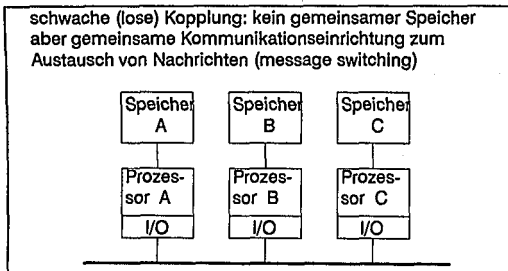 schwache (lose) Kopplung: kein gemeinsamer Speicher
aber gemeinsame Kommunikationseinrichtung zum
Austausch von Nachrichten (message switching)
Speicher Speicher Speicher
A B C
Prozes- Prozes- Prozes-
sor A sor B sor C
I/O I/O I/O